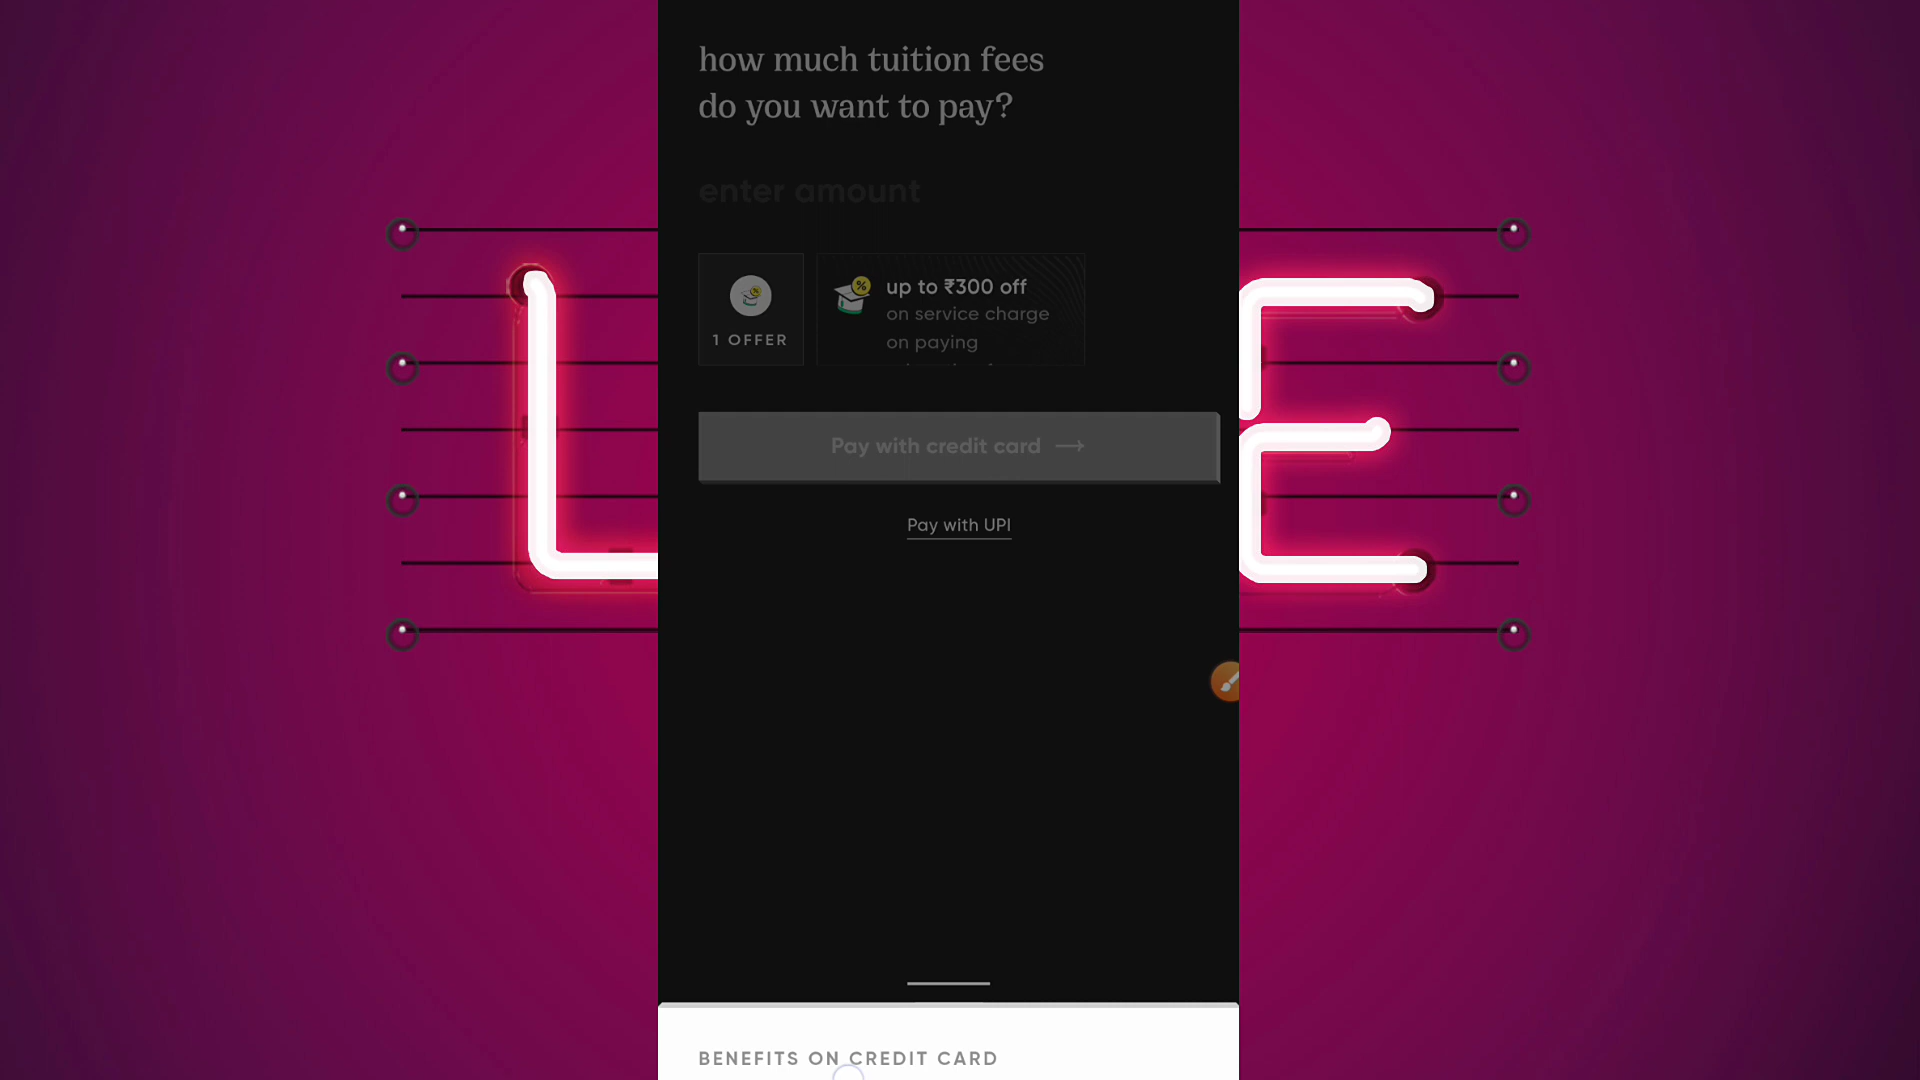 how much tuition fees
do you want to pay?
enter amount
1 OFFER
up to ₹300 off
on service charge
on paying
Pay with credit card
Pay with UPI
BENEFITS ON CREDIT CARD
L
E